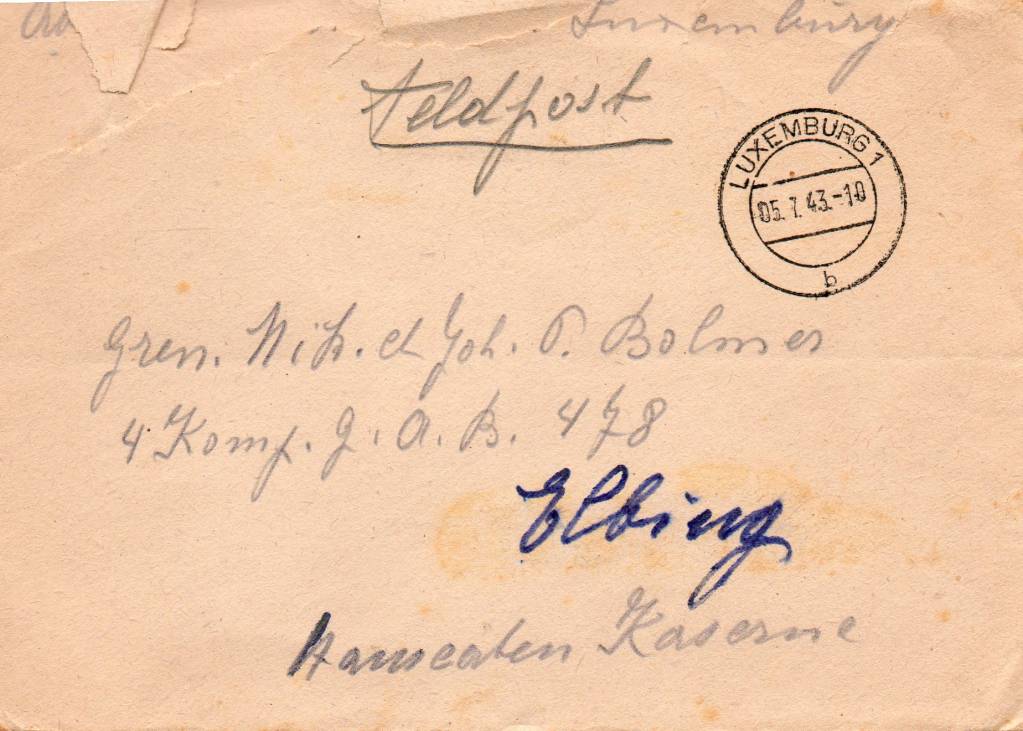 Luxemburg
Feldpost
LUXEMBURG 1
05.7.43.-10
b
Gren. Nik. et Joh. P. Bolmer
4 Komp. G. A. B. 478
Elbing
Hanseaten Kaserne